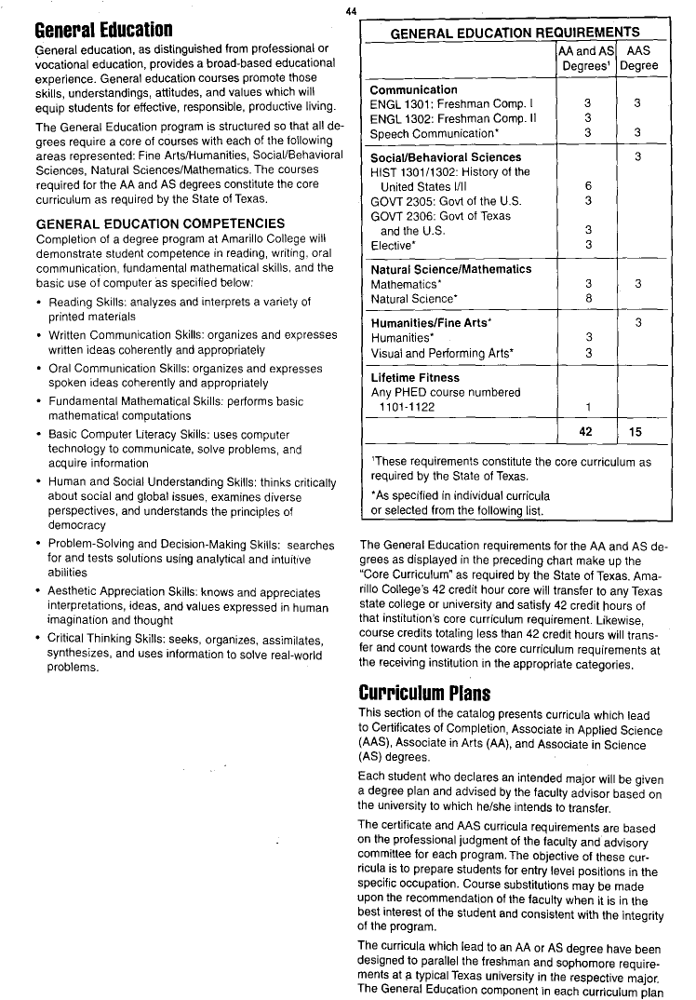 44
General Education
General education, as distinguished from professional or
vocational education, provides a broad-based educational
experience. General education courses promote those
skills, understandings, attitudes, and values which will
equip students for effective, responsible, productive living.
The General Education program is structured so that all de-
grees require a core of courses with each of the following
areas represented: Fine Arts/Humanities, Social/Behavioral
Sciences, Natural Sciences/Mathematics. The courses
required for the AA and AS degrees constitute the core
curriculum as required by the State of Texas.
GENERAL EDUCATION COMPETENCIES
Completion of a degree program at Amarillo College will
demonstrate student competence in reading, writing, oral
communication, fundamental mathematical skills, and the
basic use of computer as specified below:
• Reading Skills: analyzes and interprets a variety of
printed materials
• Written Communication Skills: organizes and expresses
written ideas coherently and appropriately
• Oral Communication Skills: organizes and expresses
spoken ideas coherently and appropriately
• Fundamental Mathematical Skills: performs basic
mathematical computations
• Basic Computer Literacy Skills: uses computer
technology to communicate, solve problems, and
acquire information
• Human and Social Understanding Skills: thinks critically
about social and global issues, examines diverse
perspectives, and understands the principles of
democracy
• Problem-Solving and Decision-Making Skills: searches
for and tests solutions using analytical and intuitive
abilities
• Aesthetic Appreciation Skills: knows and appreciates
interpretations, ideas, and values expressed in human
imagination and thought
• Critical Thinking Skills: seeks, organizes, assimilates,
synthesizes, and uses information to solve real-world
problems.
GENERAL EDUCATION REQUIREMENTS
AA and AS AAS
Degrees¹ Degree
Communication
ENGL 1301: Freshman Comp. I 3 3
ENGL 1302: Freshman Comp. II 3
Speech Communication* 3 3
Social/Behavioral Sciences 3
HIST 1301/1302: History of the
United States I/II 6
GOVT 2305: Govt of the U.S. 3
GOVT 2306: Govt of Texas
and the U.S. 3
Elective* 3
Natural Science/Mathematics
Mathematics* 3 3
Natural Science* 8
Humanities/Fine Arts* 3
Humanities* 3
Visual and Performing Arts* 3
Lifetime Fitness
Any PHED course numbered
1101-1122 1
42 15
¹These requirements constitute the core curriculum as
required by the State of Texas.
*As specified in individual curricula
or selected from the following list.
The General Education requirements for the AA and AS de-
grees as displayed in the preceding chart make up the
"Core Curriculum" as required by the State of Texas. Ama-
rillo College's 42 credit hour core will transfer to any Texas
state college or university and satisfy 42 credit hours of
that institution's core curriculum requirement. Likewise,
course credits totaling less than 42 credit hours will trans-
fer and count towards the core curriculum requirements at
the receiving institution in the appropriate categories.
Curriculum Plans
This section of the catalog presents curricula which lead
to Certificates of Completion, Associate in Applied Science
(AAS), Associate in Arts (AA), and Associate in Science
(AS) degrees.
Each student who declares an intended major will be given
a degree plan and advised by the faculty advisor based on
the university to which he/she intends to transfer.
The certificate and AAS curricula requirements are based
on the professional judgment of the faculty and advisory
committee for each program. The objective of these cur-
ricula is to prepare students for entry level positions in the
specific occupation. Course substitutions may be made
upon the recommendation of the faculty when it is in the
best interest of the student and consistent with the integrity
of the program.
The curricula which lead to an AA or AS degree have been
designed to parallel the freshman and sophomore require-
ments at a typical Texas university in the respective major.
The General Education component in each curriculum plan